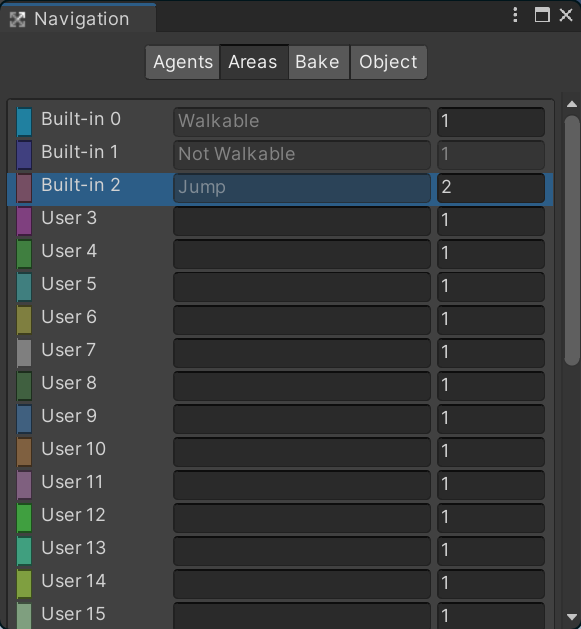 Navigation
Agents Areas Bake Object
Built-in 0 Walkable 1
Built-in 1 Not Walkable 1
Built-in 2 Jump 2
User 3 1
User 4 1
User 5 1
User 6 1
User 7 1
User 8 1
User 9 1
User 10 1
User 11 1
User 12 1
User 13 1
User 14 1
User 15 1